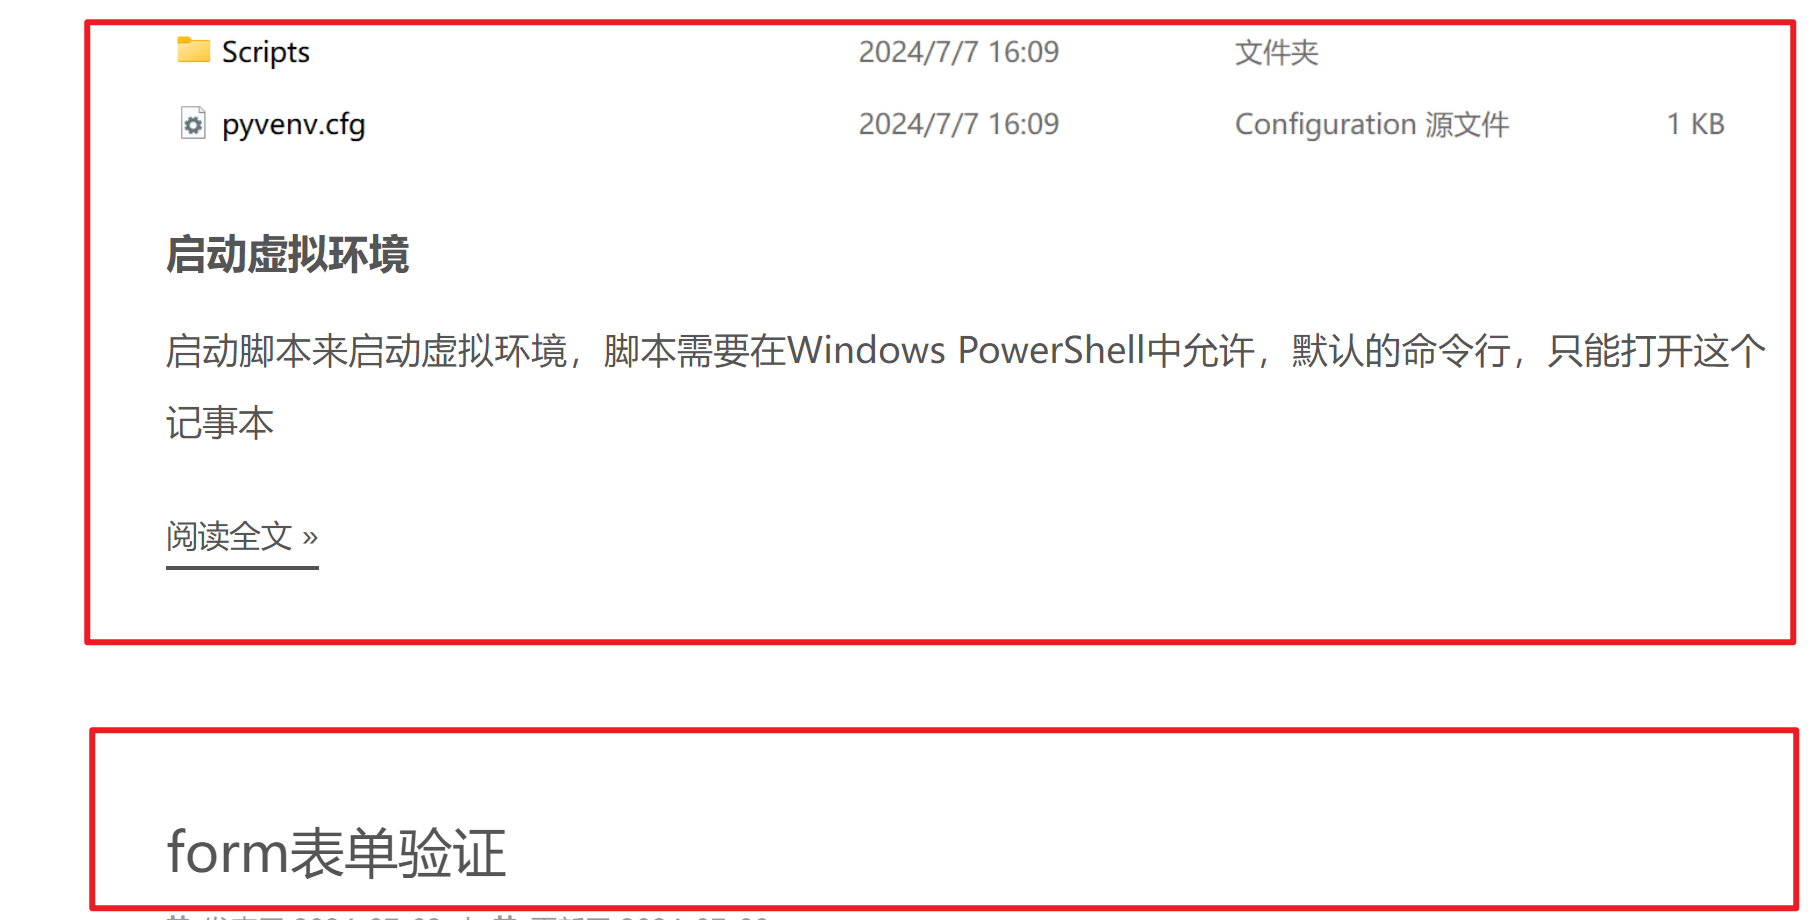 Scripts 2024/7/7 16:09 文件夹
pyvenv.cfg 2024/7/7 16:09 Configuration 源文件 1 KB
启动虚拟环境
启动脚本来启动虚拟环境，脚本需要在Windows PowerShell中允许，默认的命令行，只能打开这个
记事本
阅读全文 »
form表单验证